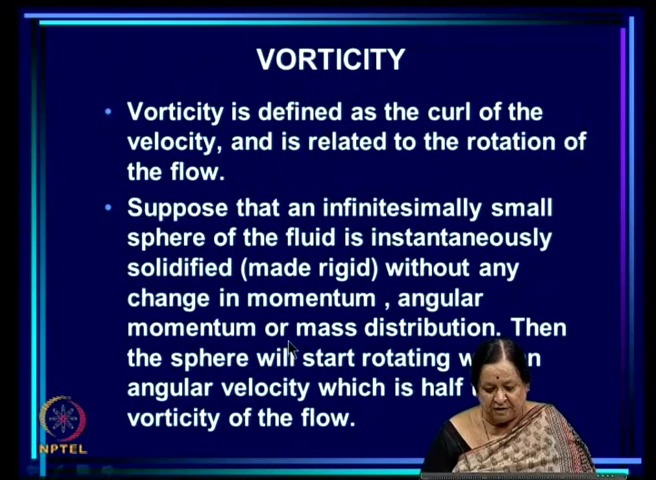 VORTICITY
• Vorticity is defined as the curl of the
velocity, and is related to the rotation of
the flow.
• Suppose that an infinitesimally small
sphere of the fluid is instantaneously
solidified (made rigid) without any
change in momentum , angular
momentum or mass distribution. Then
the sphere will start rotating
angular velocity which is half
vorticity of the flow.
NPTEL